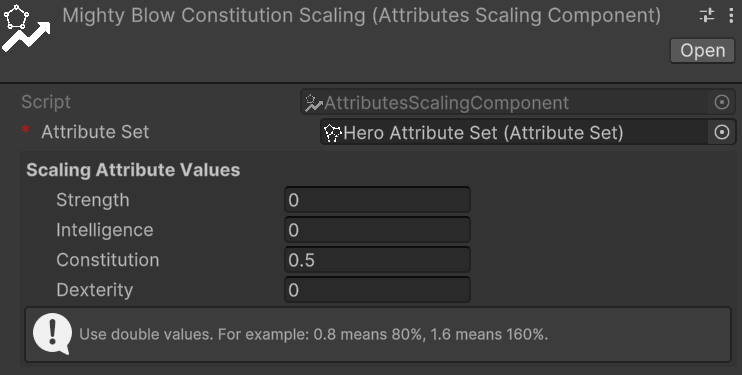 Mighty Blow Constitution Scaling (Attributes Scaling Component)
Open
Script AttributesScalingComponent
* Attribute Set Hero Attribute Set (Attribute Set)
Scaling Attribute Values
Strength 0
Intelligence 0
Constitution 0.5
Dexterity 0
Use double values. For example: 0.8 means 80%, 1.6 means 160%.